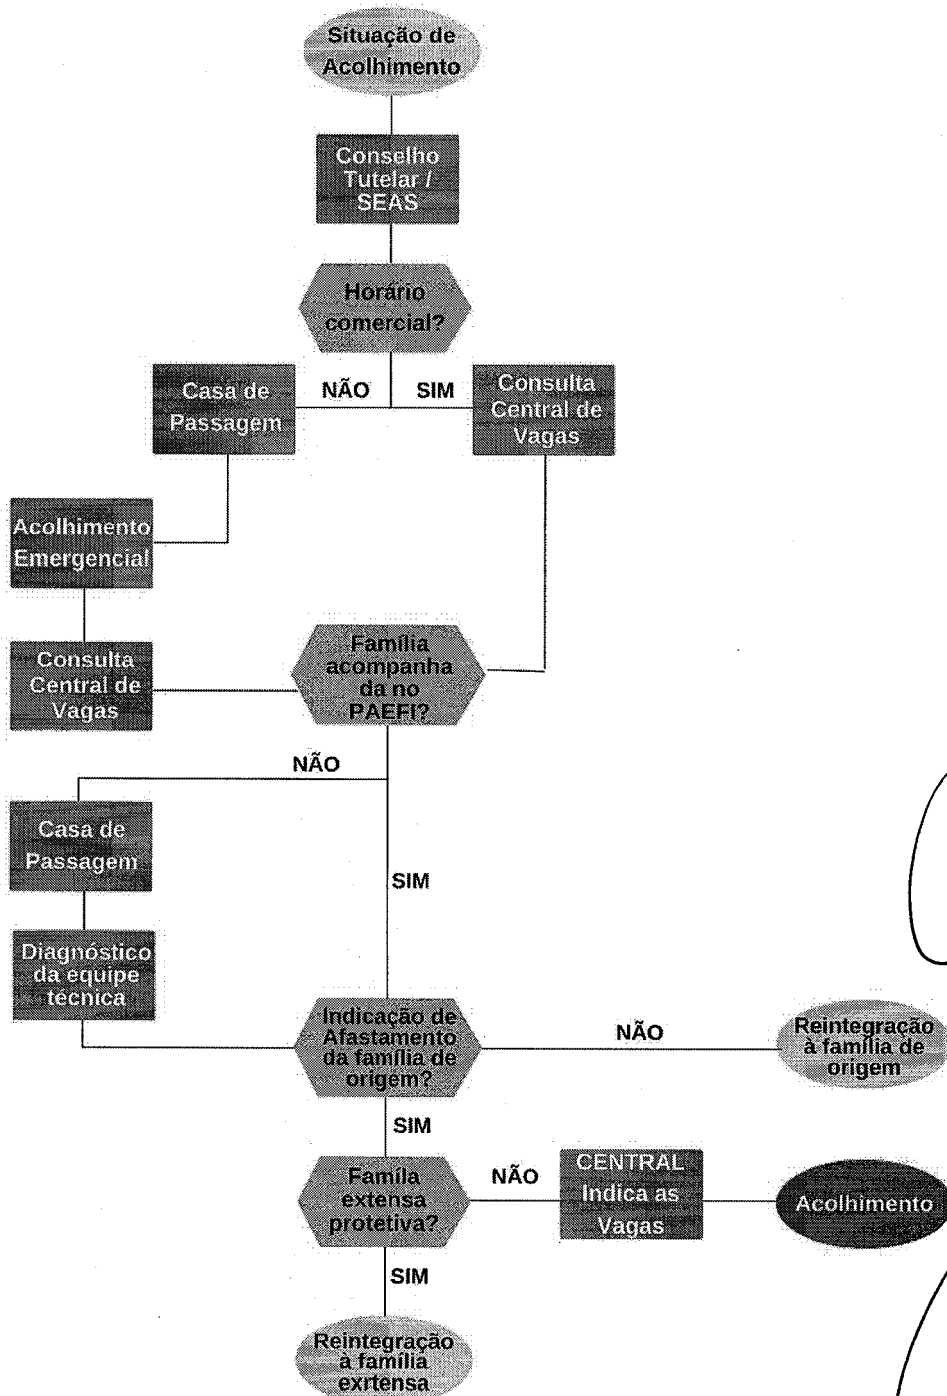 Situação de
Acolhimento
Conselho
Tutelar /
SEAS
Horário
comercial?
Casa de
Passagem
NÃO
SIM
Consulta
Central de
Vagas
Acolhimento
Emergencial
Consulta
Central de
Vagas
Família
acompanha
da no
PAEFI?
NÃO
Casa de
Passagem
SIM
Diagnóstico
da equipe
técnica
Indicação de
Afastamento
da família de
origem?
NÃO
Reintegração
à família de
origem
SIM
Famíla
extensa
protetiva?
NÃO
CENTRAL
Indica as
Vagas
Acolhimento
SIM
Reintegração
à família
exrtensa